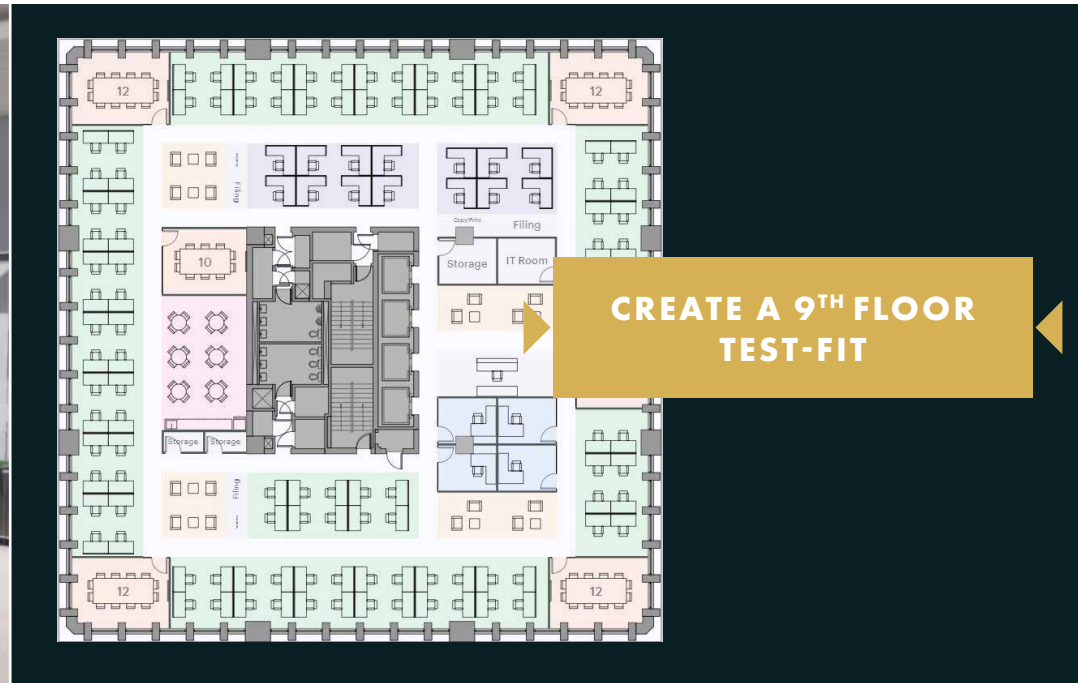 12
12
Filing
Copy/Print
Filing
10
Storage
IT Room
CREATE A 9TH FLOOR
TEST-FIT
Storage
Storage
Filing
12
12